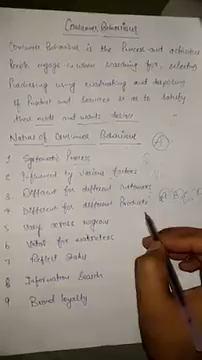 Consumer Behaviour
Consumer Behaviour is the Process and activities
People engage in when searching for, selecting
Purchasing using evaluating and disposing
of Product and Services so as to satisfy
their needs and wants desires
Nature of Consumer Behaviour
1 Systematic Process
2 Influenced by various factors
3 Different for different customers
4 Different for different Products
5 Vary across regions
6 Vital for marketers
7 Reflect Status
8 Information Search
9 Brand loyalty